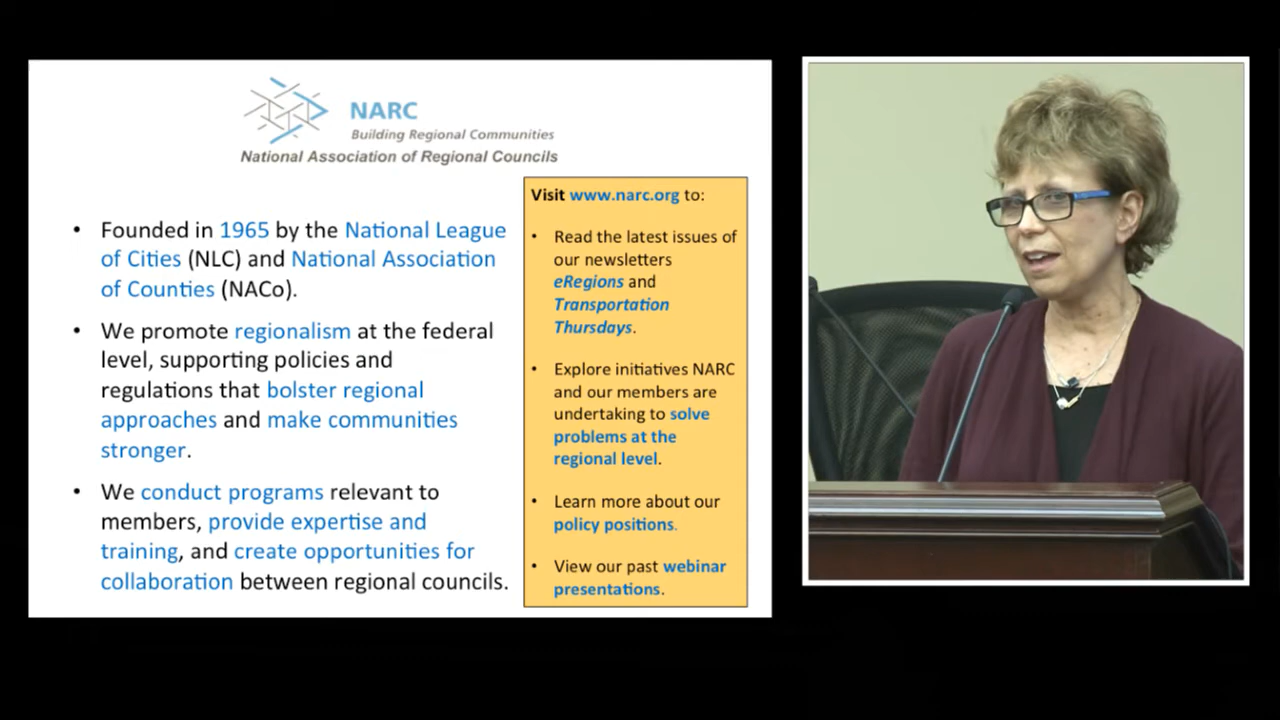 NARC
Building Regional Communities
National Association of Regional Councils
• Founded in 1965 by the National League
of Cities (NLC) and National Association
of Counties (NACo).
• We promote regionalism at the federal
level, supporting policies and
regulations that bolster regional
approaches and make communities
stronger.
• We conduct programs relevant to
members, provide expertise and
training, and create opportunities for
collaboration between regional councils.
Visit www.narc.org to:
• Read the latest issues of
our newsletters
eRegions and
Transportation
Thursdays.
• Explore initiatives NARC
and our members are
undertaking to solve
problems at the
regional level.
• Learn more about our
policy positions.
• View our past webinar
presentations.